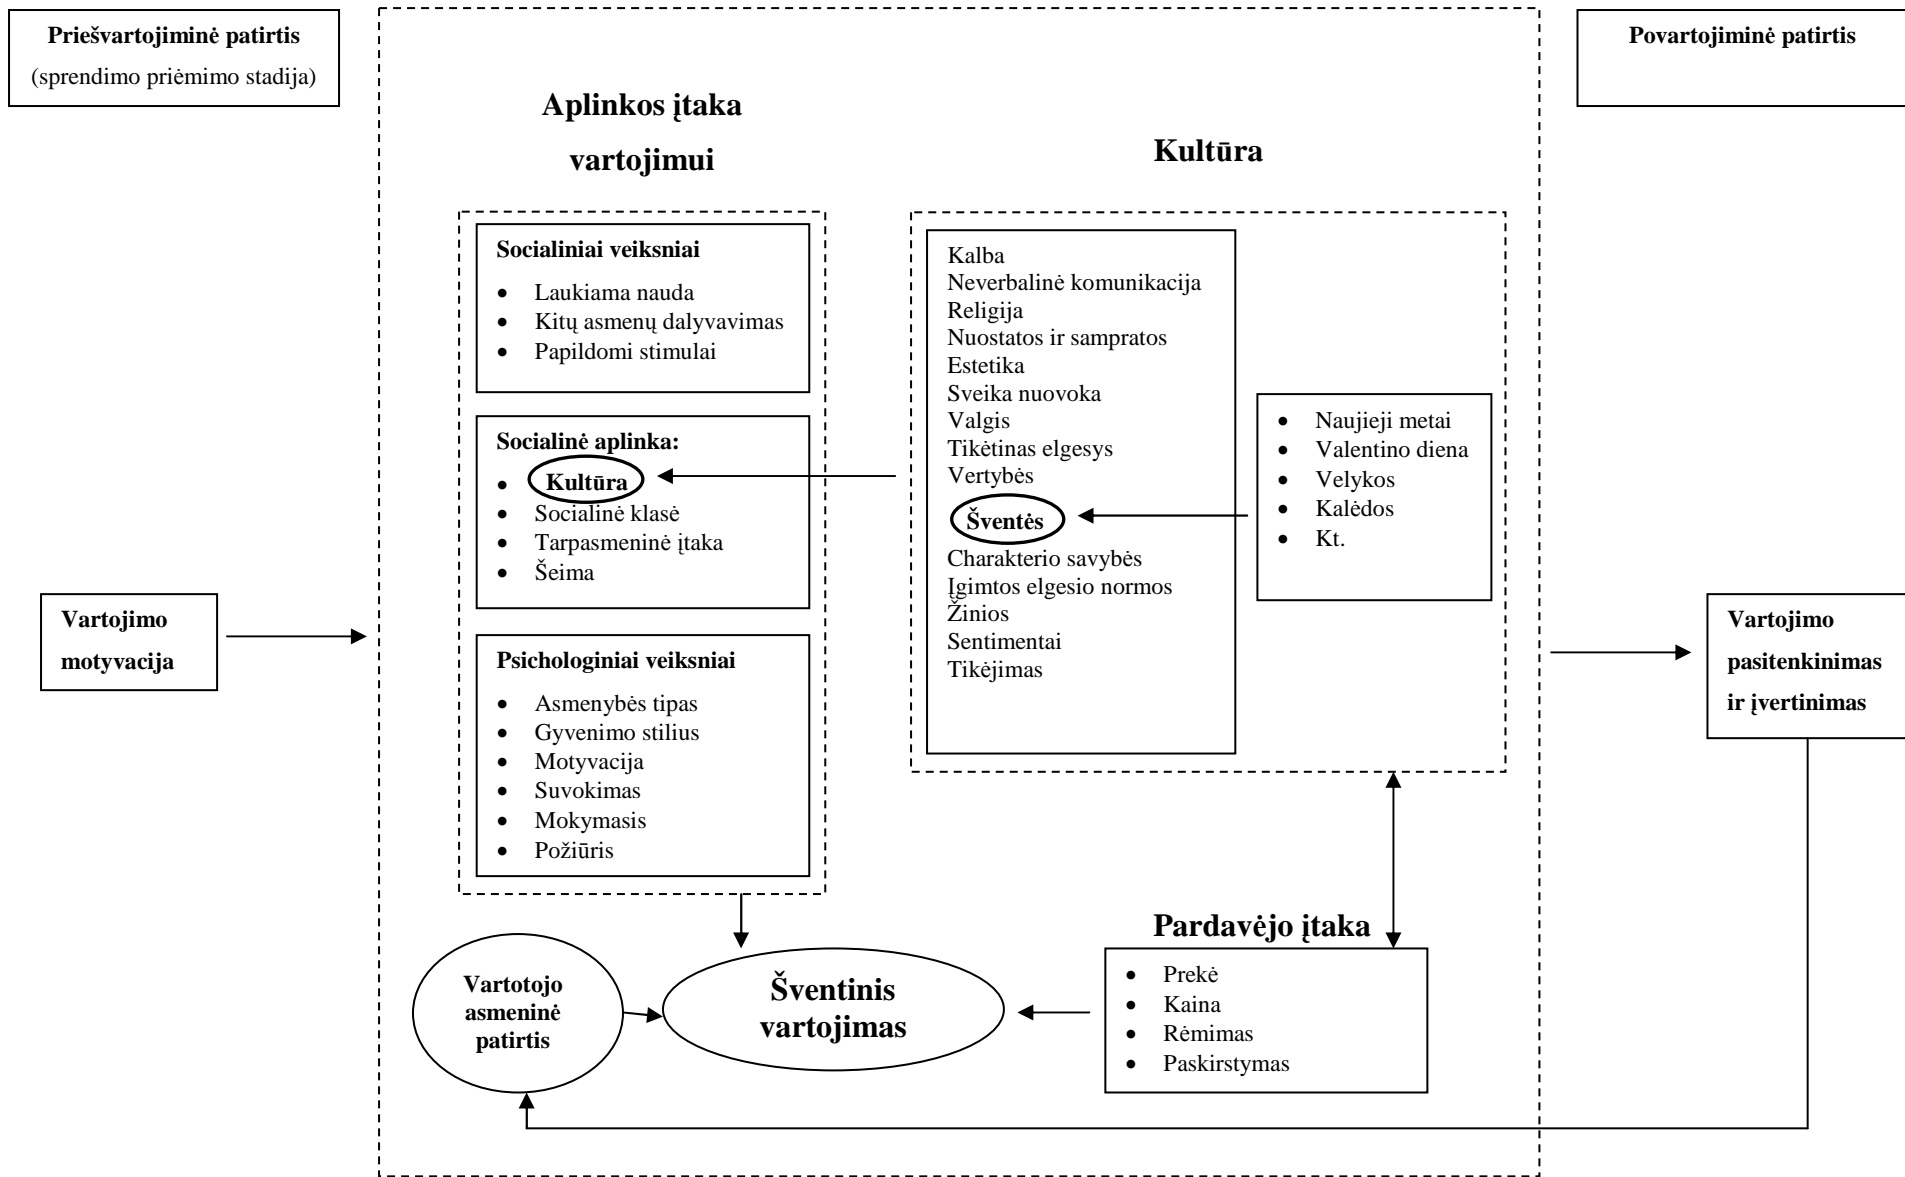 Priešvartojiminė patirtis
(sprendimo priėmimo stadija)
Povartojiminė patirtis
Aplinkos įtaka
vartojimui
Kultūra
Socialiniai veiksniai
• Laukiama nauda
• Kitų asmenų dalyvavimas
• Papildomi stimulai
Socialinė aplinka:
• Kultūra
• Socialinė klasė
• Tarpasmeninė įtaka
• Šeima
Psichologiniai veiksniai
• Asmenybės tipas
• Gyvenimo stilius
• Motyvacija
• Suvokimas
• Mokymasis
• Požiūris
Kalba
Neverbalinė komunikacija
Religija
Nuostatos ir sampratos
Estetika
Sveika nuovoka
Valgis
Tikėtinas elgesys
Vertybės
Šventės
Charakterio savybės
Įgimtos elgesio normos
Žinios
Sentimentai
Tikėjimas
• Naujieji metai
• Valentino diena
• Velykos
• Kalėdos
• Kt.
Vartojimo
motyvacija
Vartojimo
pasitenkinimas
ir įvertinimas
Pardavėjo įtaka
• Prekė
• Kaina
• Rėmimas
• Paskirstymas
Vartotojo
asmeninė
patirtis
Šventinis
vartojimas